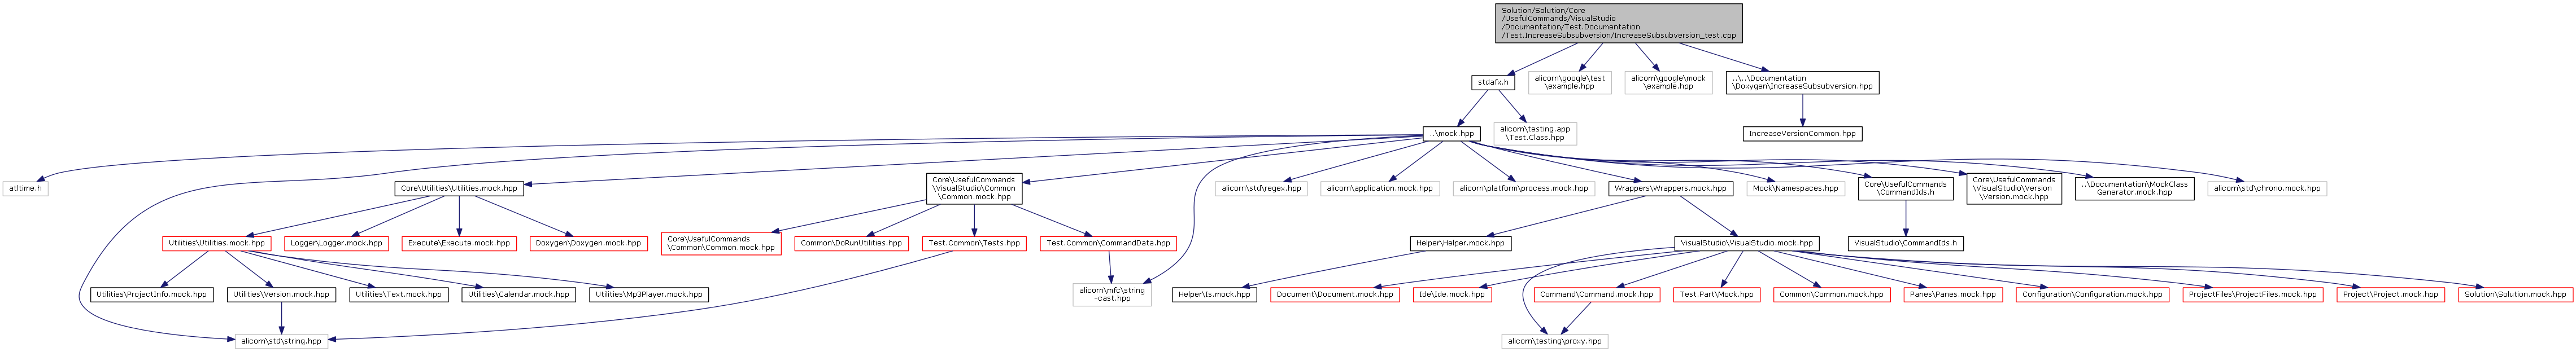 Solution/Solution/Core
/UsefulCommands/VisualStudio
/Documentation/Test.Documentation
/Test.IncreaseSubsubversion/IncreaseSubsubversion_test.cpp
stdafx.h
alicorn\google\test
\example.hpp
alicorn\google\mock
\example.hpp
..\..\Documentation
\Doxygen\IncreaseSubsubversion.hpp
..\mock.hpp
alicorn\testing.app
\Test.Class.hpp
IncreaseVersionCommon.hpp
atltime.h
Core\Utilities\Utilities.mock.hpp
Core\UsefulCommands
\VisualStudio\Common
\Common.mock.hpp
alicorn\std\regex.hpp
alicorn\application.mock.hpp
alicorn\platform\process.mock.hpp
Wrappers\Wrappers.mock.hpp
Mock\Namespaces.hpp
Core\UsefulCommands
\CommandIds.h
Core\UsefulCommands
\VisualStudio\Version
\Version.mock.hpp
..\Documentation\MockClass
Generator.mock.hpp
alicorn\std\chrono.mock.hpp
Utilities\Utilities.mock.hpp
Logger\Logger.mock.hpp
Execute\Execute.mock.hpp
Doxygen\Doxygen.mock.hpp
Core\UsefulCommands
\Common\Common.mock.hpp
Common\DoRunUtilities.hpp
Test.Common\Tests.hpp
Test.Common\CommandData.hpp
Helper\Helper.mock.hpp
VisualStudio\VisualStudio.mock.hpp
VisualStudio\CommandIds.h
Utilities\ProjectInfo.mock.hpp
Utilities\Version.mock.hpp
Utilities\Text.mock.hpp
Utilities\Calendar.mock.hpp
Utilities\Mp3Player.mock.hpp
alicorn\mfc\string
-cast.hpp
Helper\Is.mock.hpp
Document\Document.mock.hpp
Ide\Ide.mock.hpp
Command\Command.mock.hpp
Test.Part\Mock.hpp
Common\Common.mock.hpp
Panes\Panes.mock.hpp
Configuration\Configuration.mock.hpp
ProjectFiles\ProjectFiles.mock.hpp
Project\Project.mock.hpp
Solution\Solution.mock.hpp
alicorn\std\string.hpp
alicorn\testing\proxy.hpp